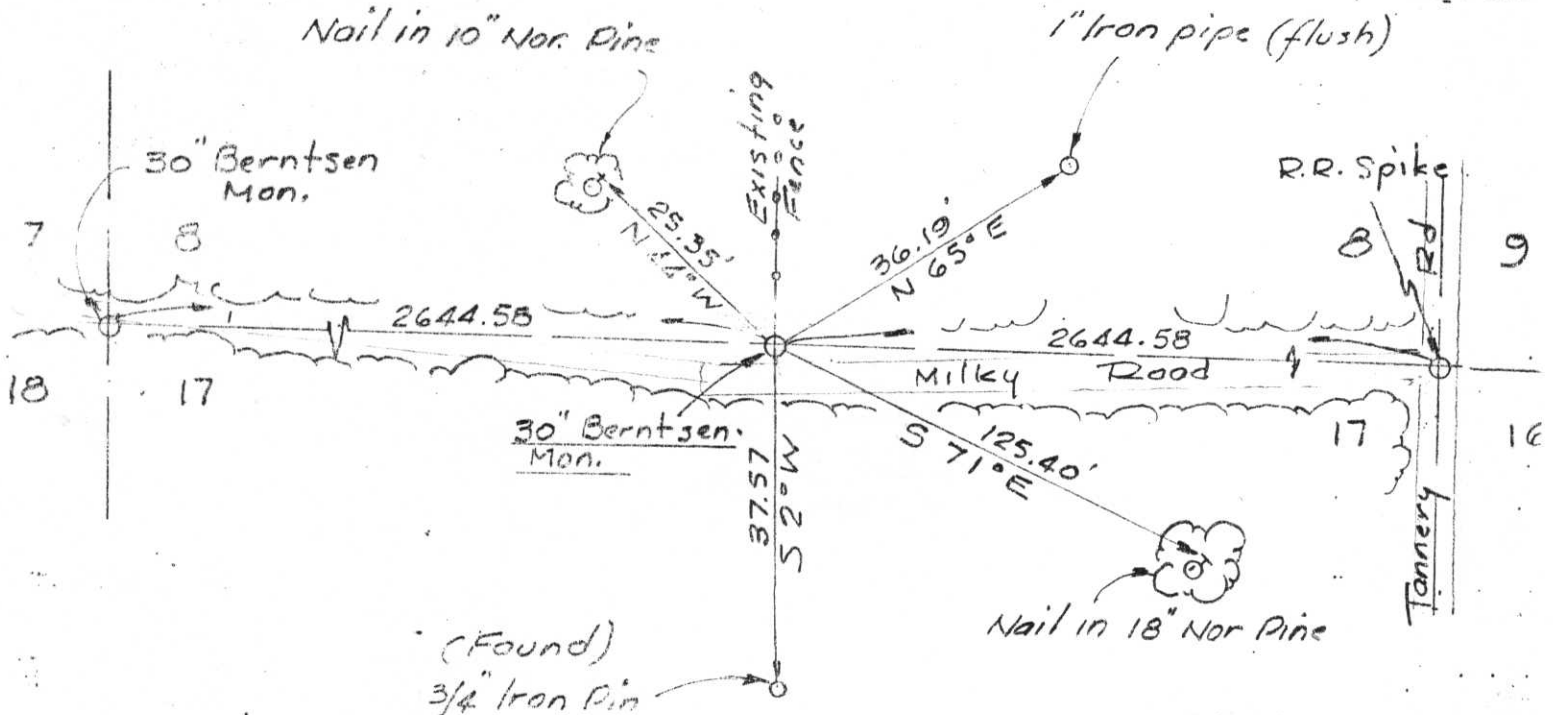 Nail in 10" Nor. Pine
1" Iron pipe (flush)
Existing
Fence
30" Berntsen
Mon.
R.R. Spike
7
8
25.35'
N 44° W
36.19'
N 65° E
8
Rd
9
2644.58
2644.58
Milky Road
18
17
30" Berntsen.
Mon.
37.57
S 2° W
125.40'
S 71° E
17
16
Tannery
Nail in 18" Nor Pine
(Found)
3/4" Iron Pin